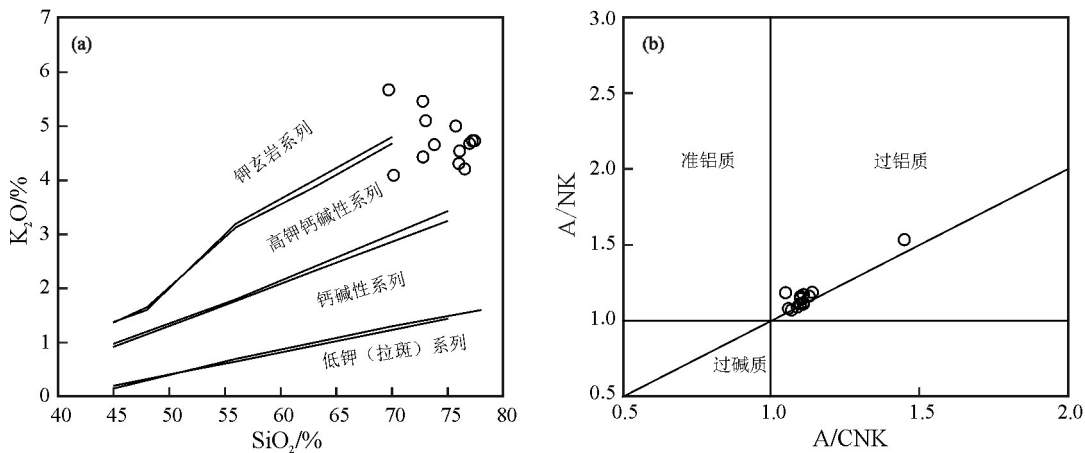 (a)
7
6
5
4
3
2
1
0
K₂O/%
40
45
50
55
60
65
70
75
80
SiO₂/%
钾玄岩系列
高钾钙碱性系列
钙碱性系列
低钾（拉斑）系列
(b)
3.0
2.5
2.0
1.5
1.0
0.5
A/NK
0.5
1.0
1.5
2.0
A/CNK
准铝质
过铝质
过碱质